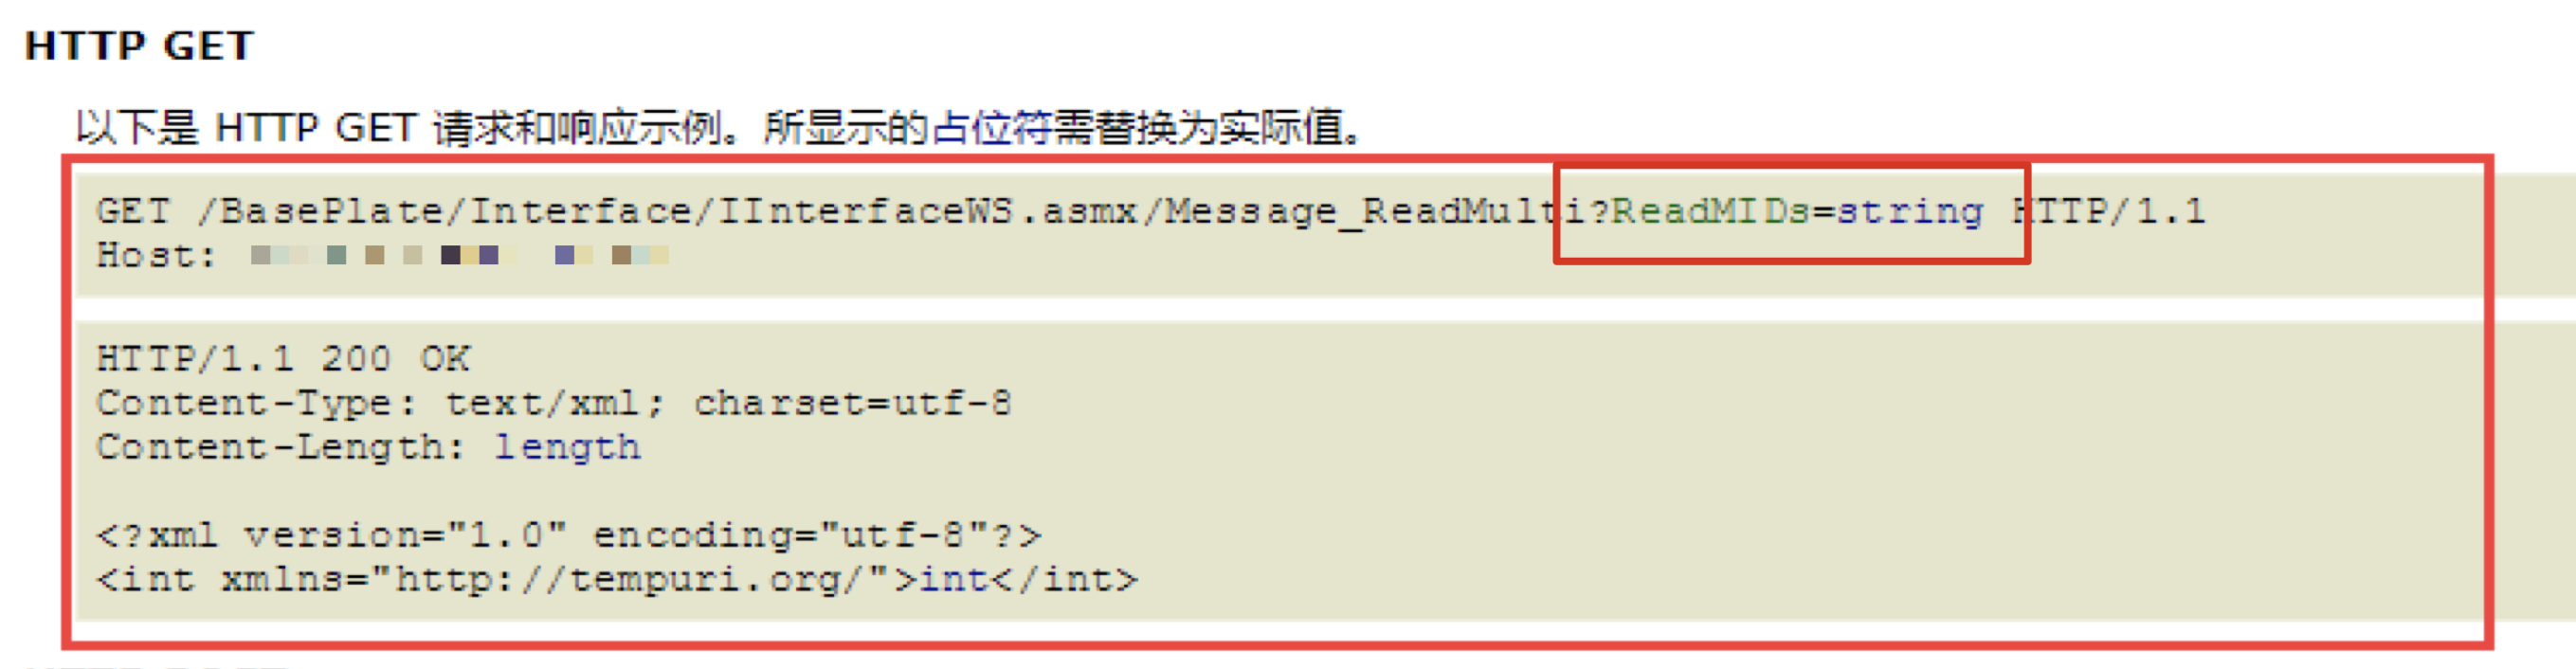 HTTP GET
以下是 HTTP GET 请求和响应示例。所显示的占位符需替换为实际值。
GET /BasePlate/Interface/IInterfaceWS.asmx/Message_ReadMulti?ReadMIDs=string HTTP/1.1
Host:
HTTP/1.1 200 OK
Content-Type: text/xml; charset=utf-8
Content-Length: length
<?xml version="1.0" encoding="utf-8"?>
<int xmlns="http://tempuri.org/">int</int>